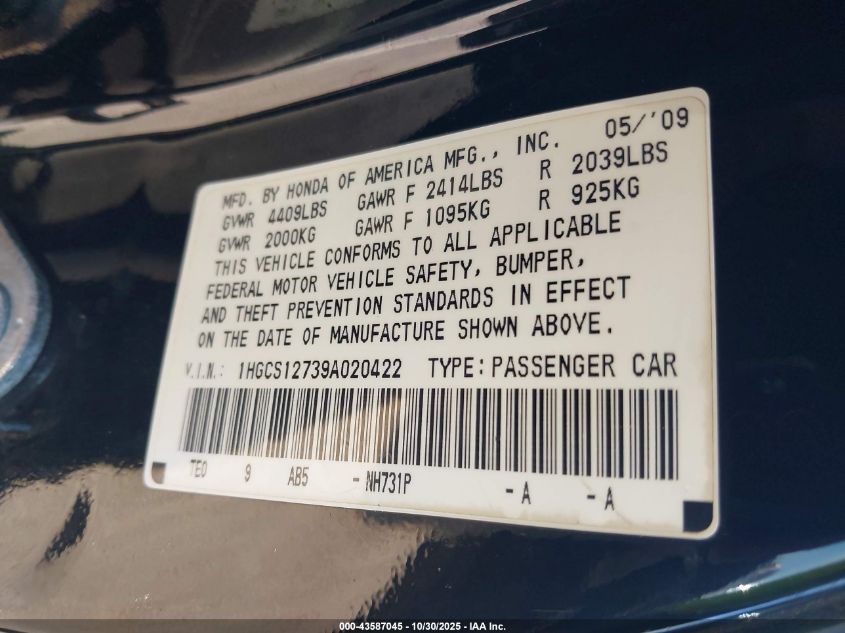 MFD. BY HONDA OF AMERICA MFG., INC. 05/'09
GVWR 4409LBS GAWR F 2414LBS R 2039LBS
GVWR 2000KG GAWR F 1095KG R 925KG
THIS VEHICLE CONFORMS TO ALL APPLICABLE
FEDERAL MOTOR VEHICLE SAFETY, BUMPER,
AND THEFT PREVENTION STANDARDS IN EFFECT
ON THE DATE OF MANUFACTURE SHOWN ABOVE.
V.I.N.: 1HGCS12739A020422 TYPE: PASSENGER CAR
TE0 9 AB5 - NH731P - A - A
000-43587045 - 10/30/2025 - IAA Inc.